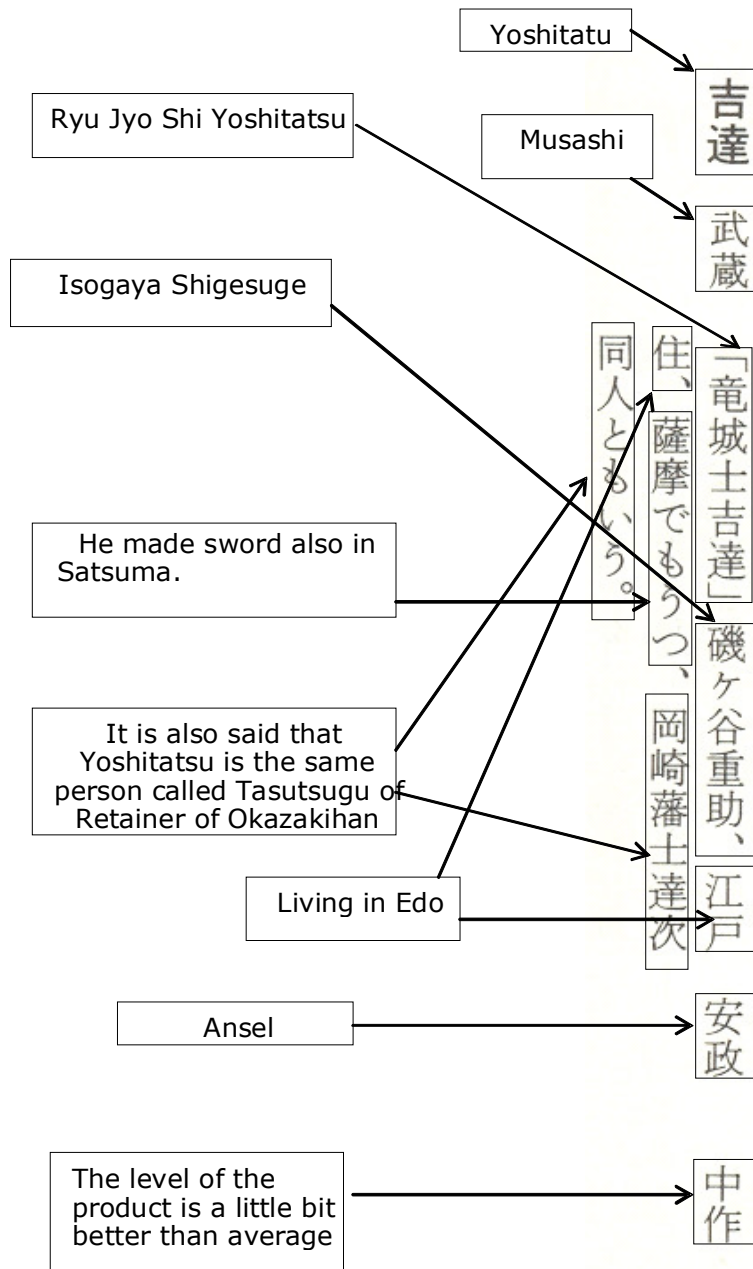 Yoshitatu
吉達
Ryu Jyo Shi Yoshitatsu
Musashi
武蔵
Isogaya Shigesuge
「竜城士吉達」磯ヶ谷重助、江戸
住、薩摩でもうつ、岡崎藩士達次
同人ともいう。
He made sword also in
Satsuma.
It is also said that
Yoshitatsu is the same
person called Tasutsugu of
Retainer of Okazakihan
Living in Edo
Ansel
安政
The level of the
product is a little bit
better than average
中作